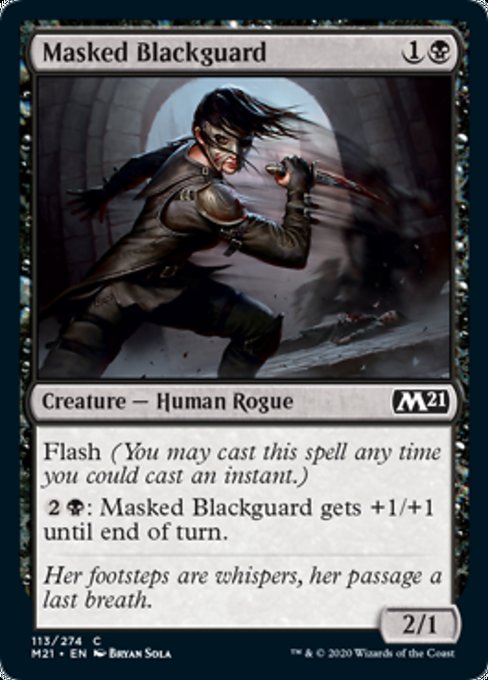 Masked Blackguard 1
Creature — Human Rogue M21
Flash (You may cast this spell any time
you could cast an instant.)
2 : Masked Blackguard gets +1/+1
until end of turn.
Her footsteps are whispers, her passage a
last breath.
2/1
113/274 C
M21 • EN Bryan Sola ™ & © 2020 Wizards of the Coast